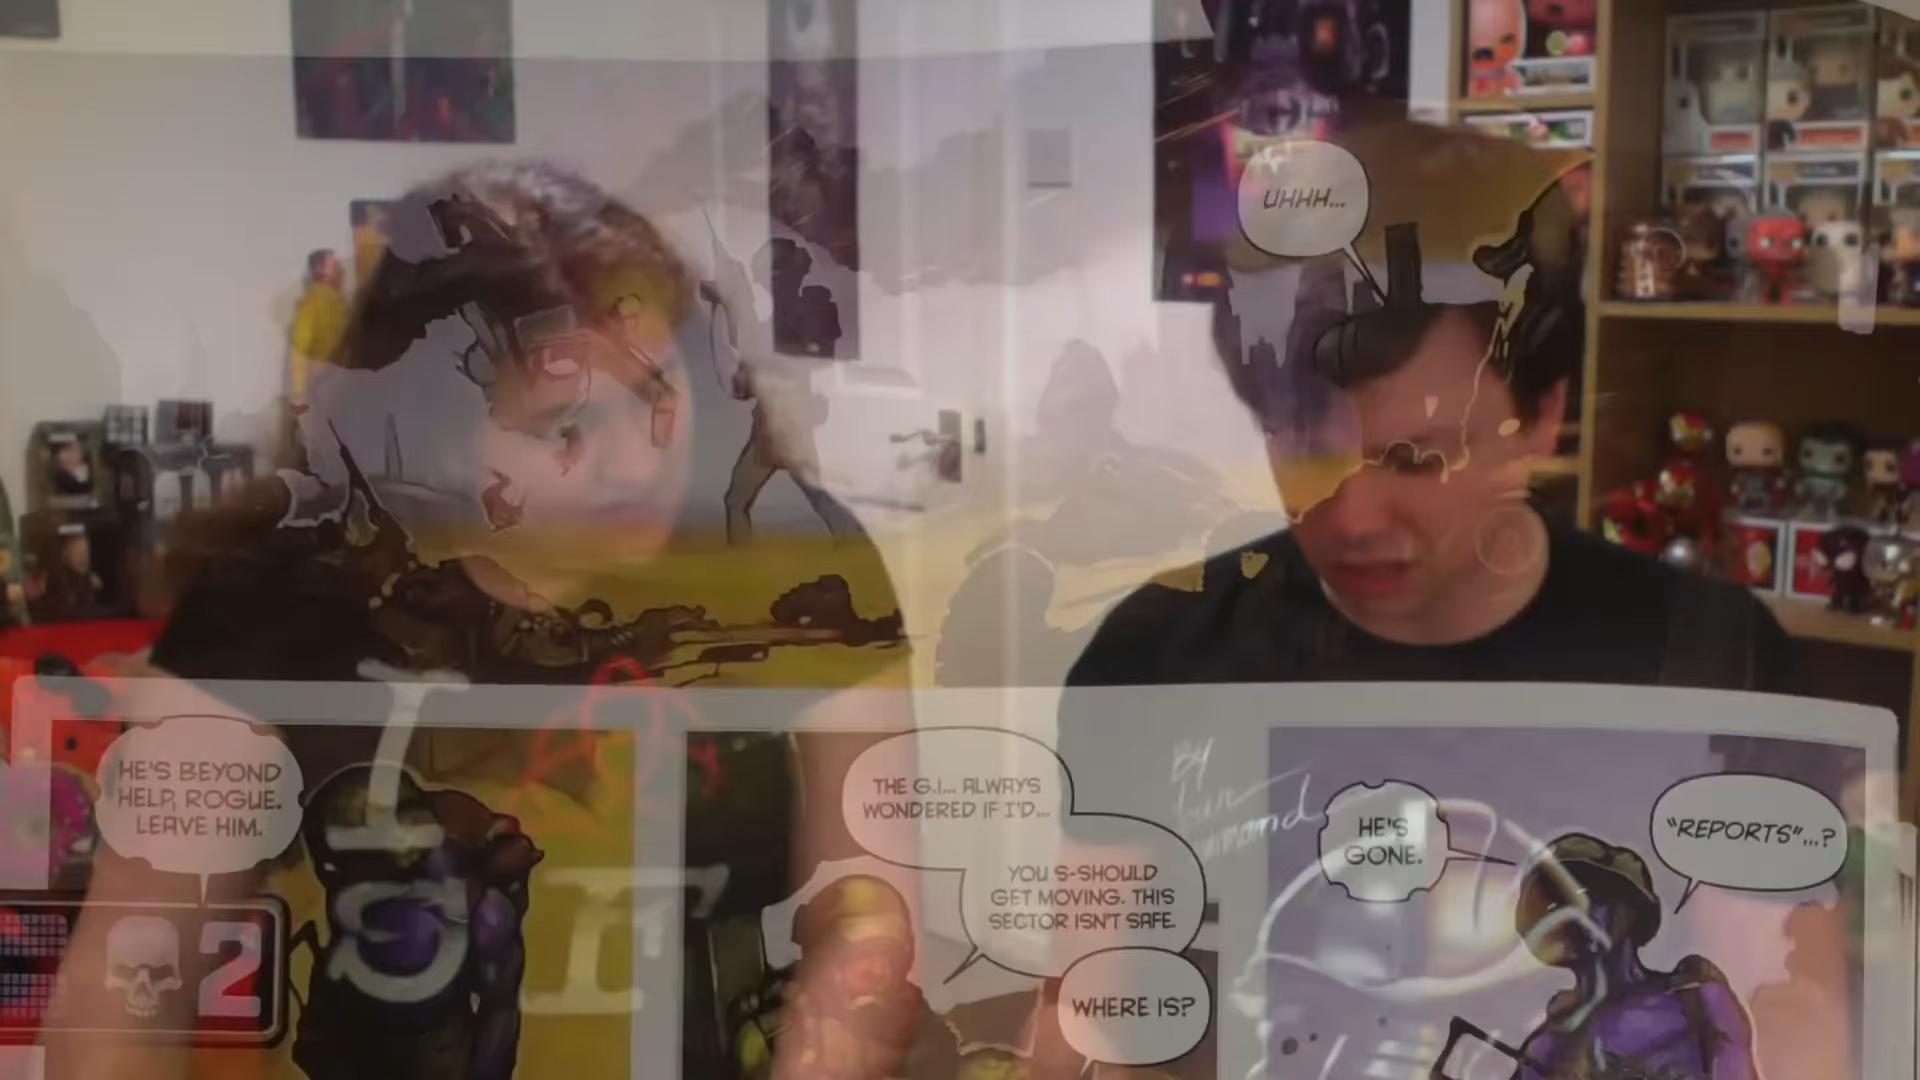 UHHH...
HE'S BEYOND
HELP, ROGUE.
LEAVE HIM.
THE G.I... ALWAYS
WONDERED IF I'D...
YOU S-SHOULD
GET MOVING. THIS
SECTOR ISN'T SAFE.
WHERE IS?
By
HE'S
GONE.
"REPORTS"...?
2